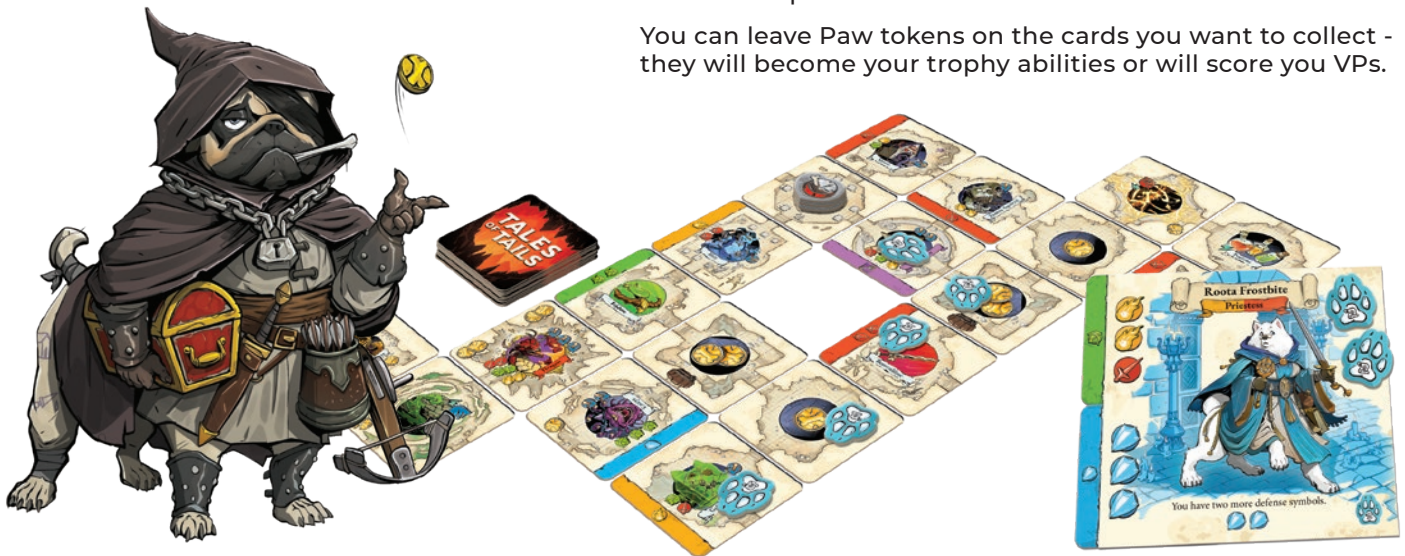 You can leave Paw tokens on the cards you want to collect -
they will become your trophy abilities or will score you VPs.
TALES
OF
TAILS
Roota Frostbite
Priestess
You have two more defense symbols.